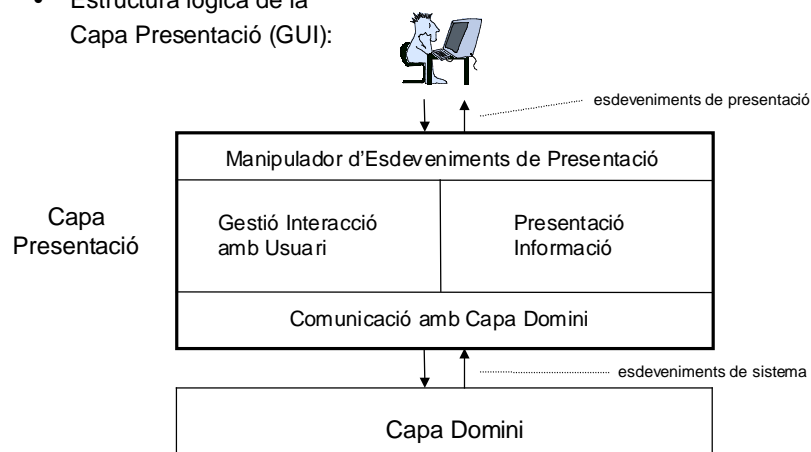 • Estructura lògica de la
Capa Presentació (GUI):
esdeveniments de presentació
Manipulador d'Esdeveniments de Presentació
Capa
Presentació
Gestió Interacció
amb Usuari
Presentació
Informació
Comunicació amb Capa Domini
esdeveniments de sistema
Capa Domini